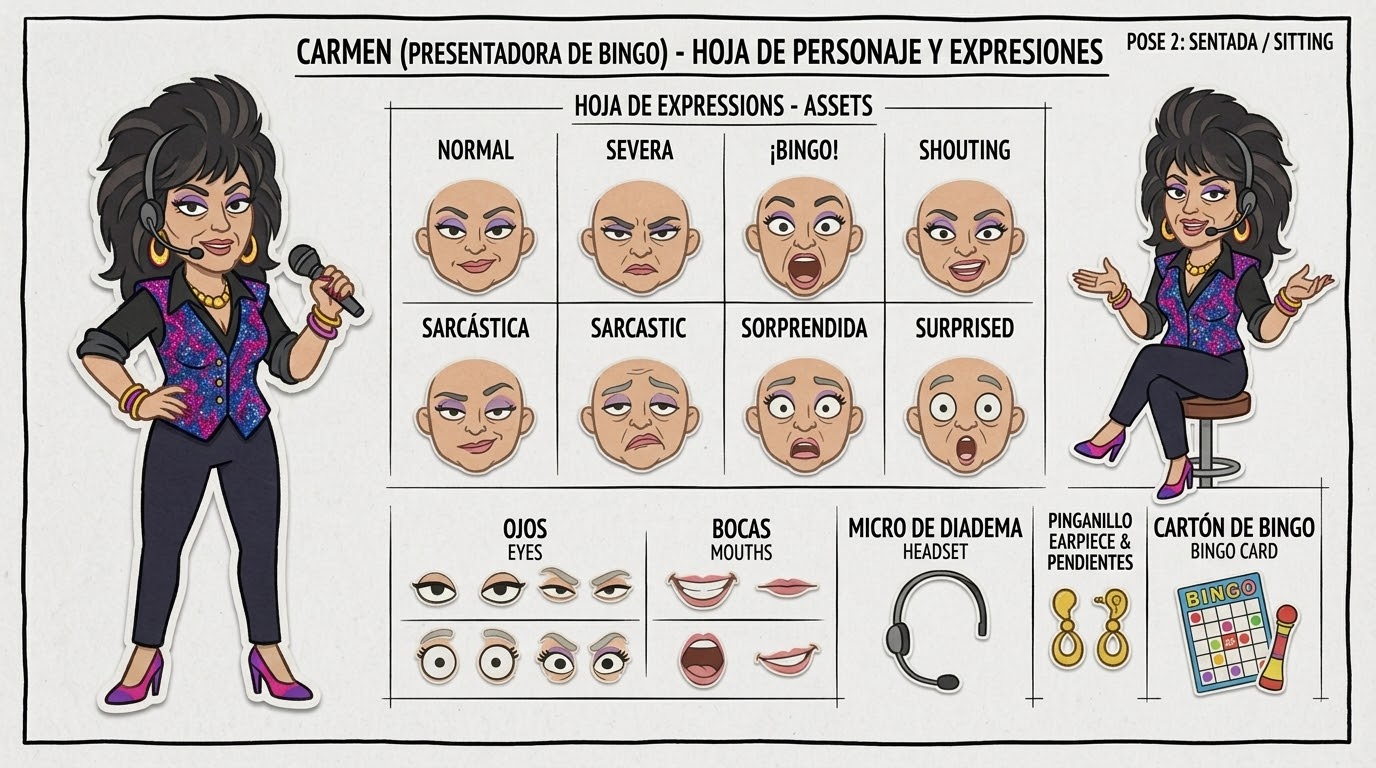 CARMEN (PRESENTADORA DE BINGO) - HOJA DE PERSONAJE Y EXPRESIONES
POSE 2: SENTADA / SITTING
HOJA DE EXPRESSIONS - ASSETS
NORMAL
SEVERA
¡BINGO!
SHOUTING
SARCÁSTICA
SARCASTIC
SORPRENDIDA
SURPRISED
OJOS
EYES
BOCAS
MOUTHS
MICRO DE DIADEMA
HEADSET
PINGANILLO
EARPIECE &
PENDIENTES
CARTÓN DE BINGO
BINGO CARD
BINGO